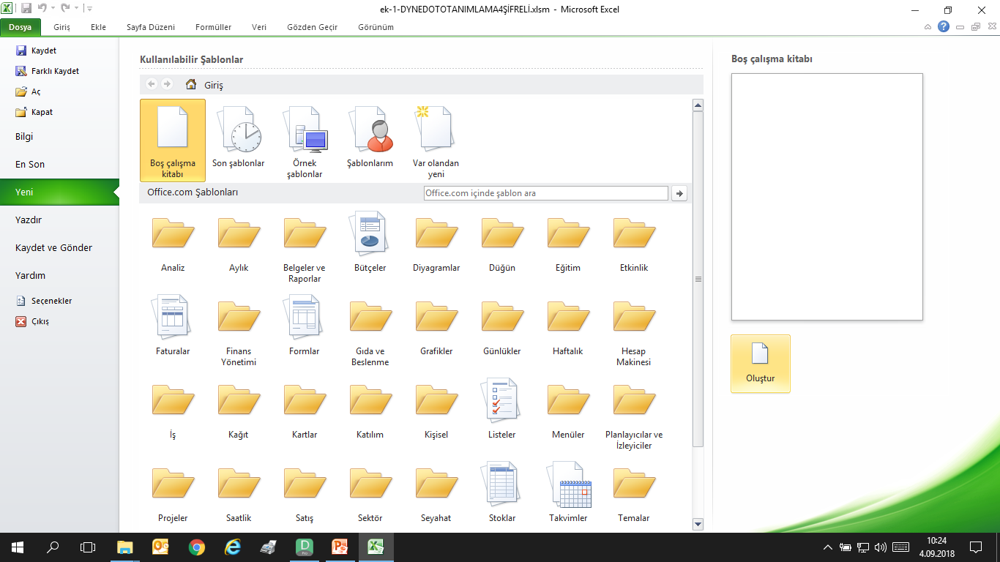 ek-1-DYNEDOTOTANIMLAMA4ŞİFRELİ.xlsm - Microsoft Excel
Dosya Giriş Ekle Sayfa Düzeni Formüller Veri Gözden Geçir Görünüm
Kaydet
Farklı Kaydet
Aç
Kapat
Bilgi
En Son
Yeni
Yazdır
Kaydet ve Gönder
Yardım
Seçenekler
Çıkış
Kullanılabilir Şablonlar
Giriş
Boş çalışma kitabı
Son şablonlar
Örnek şablonlar
Şablonlarım
Var olandan yeni
Office.com Şablonları
Office.com içinde şablon ara
Analiz
Aylık
Belgeler ve Raporlar
Bütçeler
Diyagramlar
Düğün
Eğitim
Etkinlik
Faturalar
Finans Yönetimi
Formlar
Gıda ve Beslenme
Grafikler
Günlükler
Haftalık
Hesap Makinesi
İş
Kağıt
Kartlar
Katılım
Kişisel
Listeler
Menüler
Planlayıcılar ve İzleyiciler
Projeler
Saatlik
Satış
Sektör
Seyahat
Stoklar
Takvimler
Temalar
Boş çalışma kitabı
Oluştur
10:24
4.09.2018